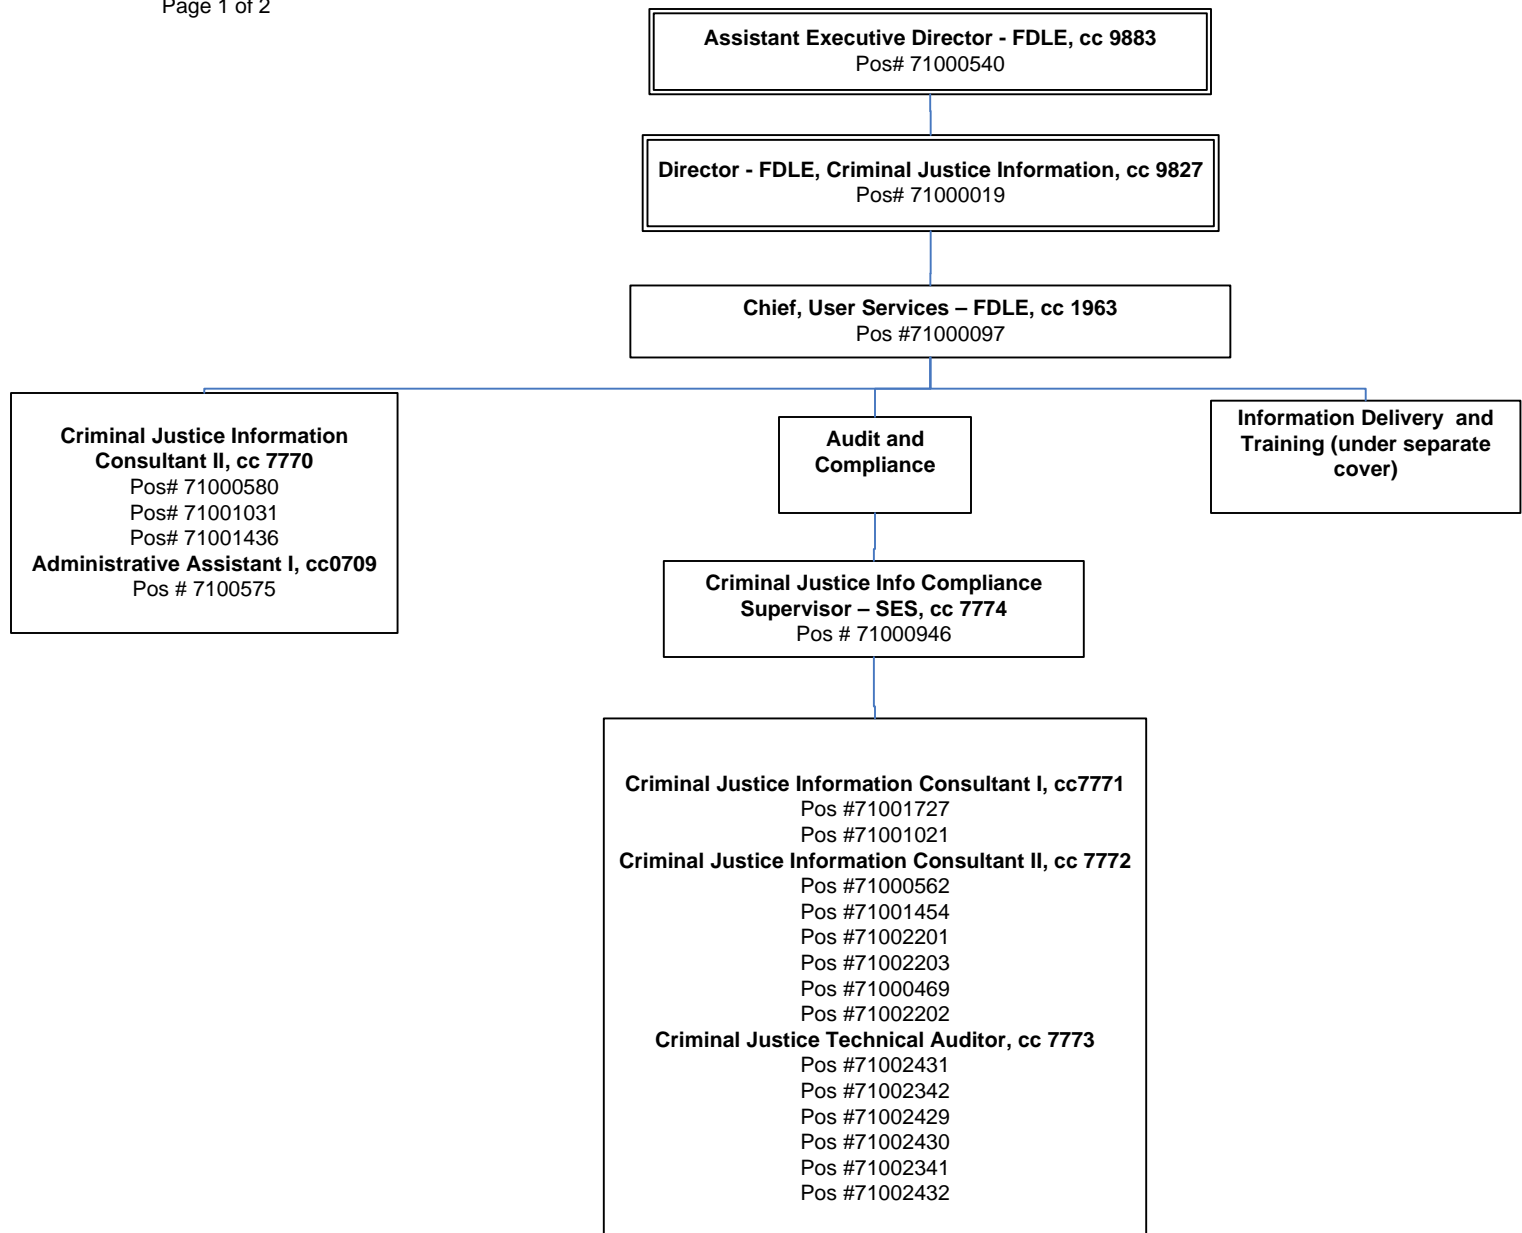 Page 1 of 2
Assistant Executive Director - FDLE, cc 9883
Pos# 71000540
Director - FDLE, Criminal Justice Information, cc 9827
Pos# 71000019
Chief, User Services – FDLE, cc 1963
Pos #71000097
Criminal Justice Information
Consultant II, cc 7770
Pos# 71000580
Pos# 71001031
Pos# 71001436
Administrative Assistant I, cc0709
Pos # 7100575
Audit and
Compliance
Information Delivery and
Training (under separate
cover)
Criminal Justice Info Compliance
Supervisor – SES, cc 7774
Pos # 71000946
Criminal Justice Information Consultant I, cc7771
Pos #71001727
Pos #71001021
Criminal Justice Information Consultant II, cc 7772
Pos #71000562
Pos #71001454
Pos #71002201
Pos #71002203
Pos #71000469
Pos #71002202
Criminal Justice Technical Auditor, cc 7773
Pos #71002431
Pos #71002342
Pos #71002429
Pos #71002430
Pos #71002341
Pos #71002432